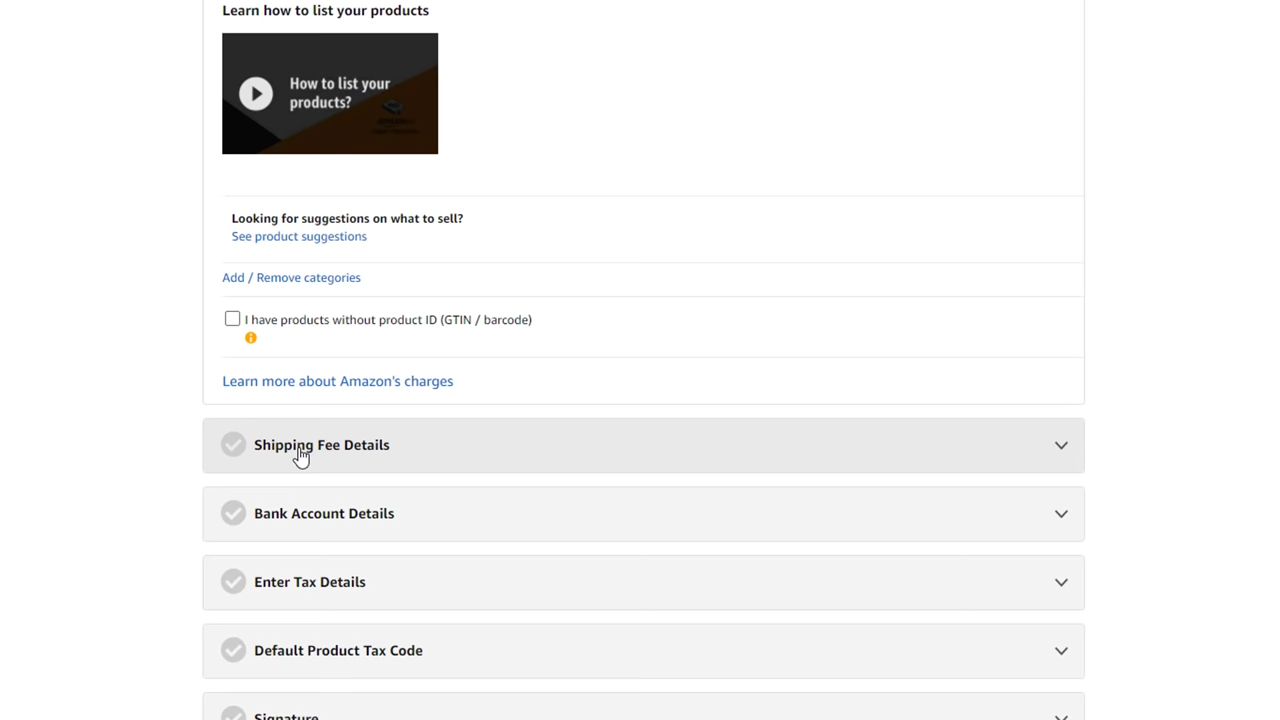 Learn how to list your products
How to list your
products?
Looking for suggestions on what to sell?
See product suggestions
Add / Remove categories
I have products without product ID (GTIN / barcode)
Learn more about Amazon's charges
Shipping Fee Details
Bank Account Details
Enter Tax Details
Default Product Tax Code
Signature